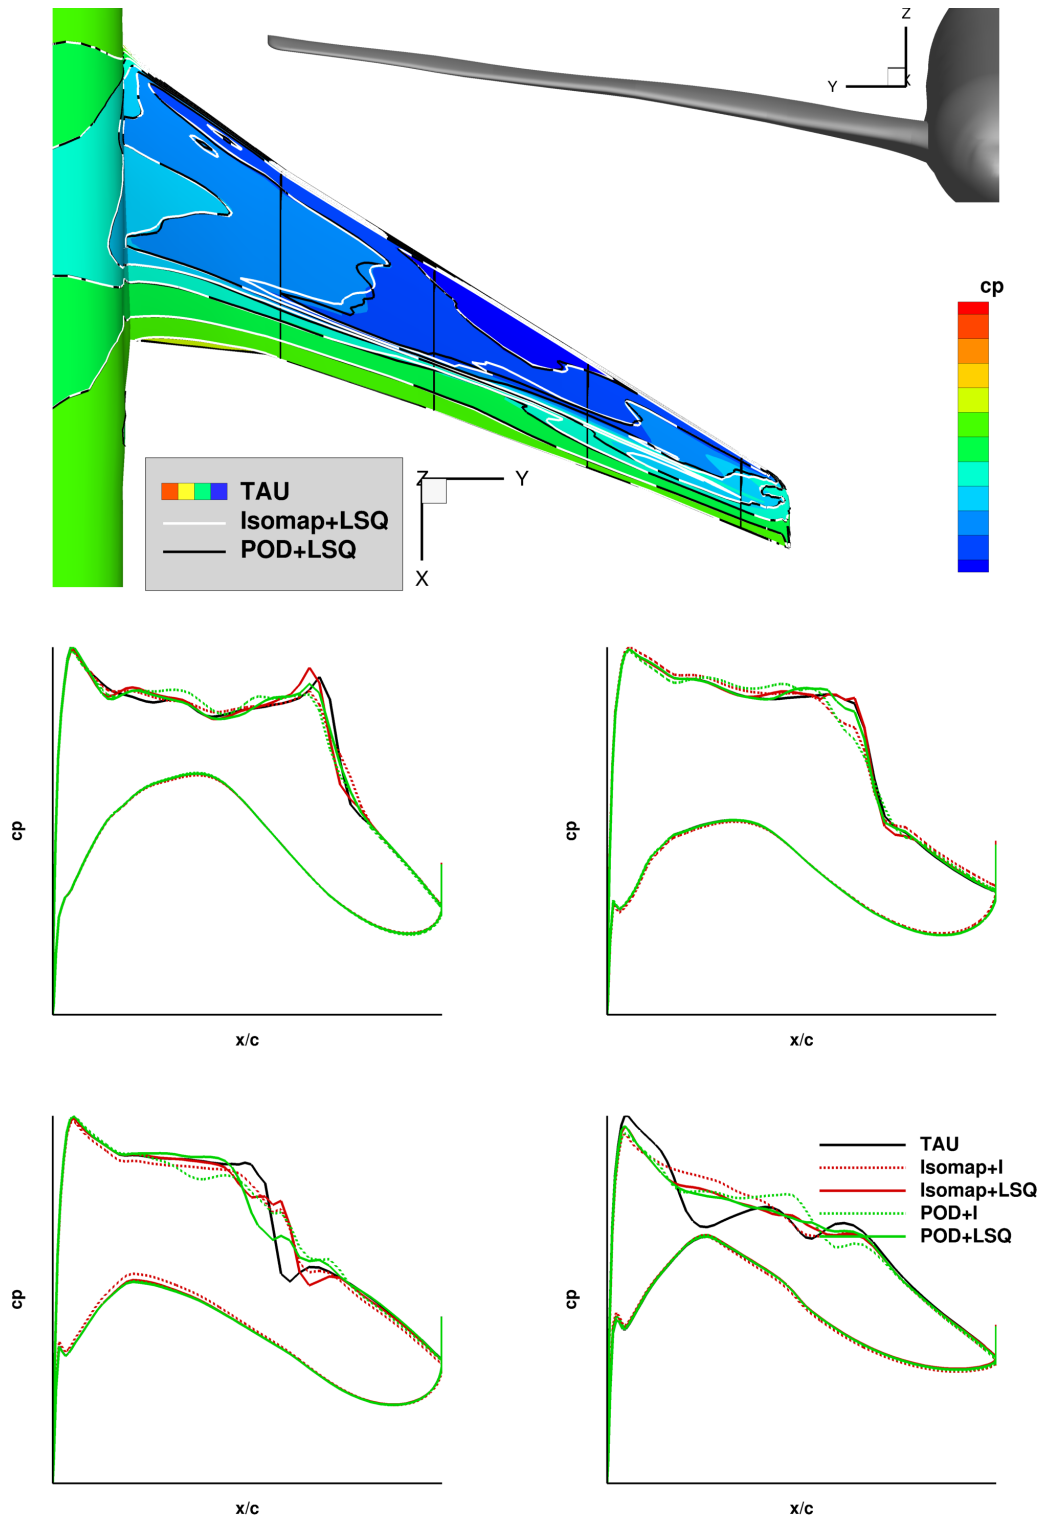 Z
Y
X
cp
TAU
Isomap+LSQ
POD+LSQ
Z
Y
X
cp
x/c
cp
x/c
cp
x/c
TAU
Isomap+I
Isomap+LSQ
POD+I
POD+LSQ
cp
x/c